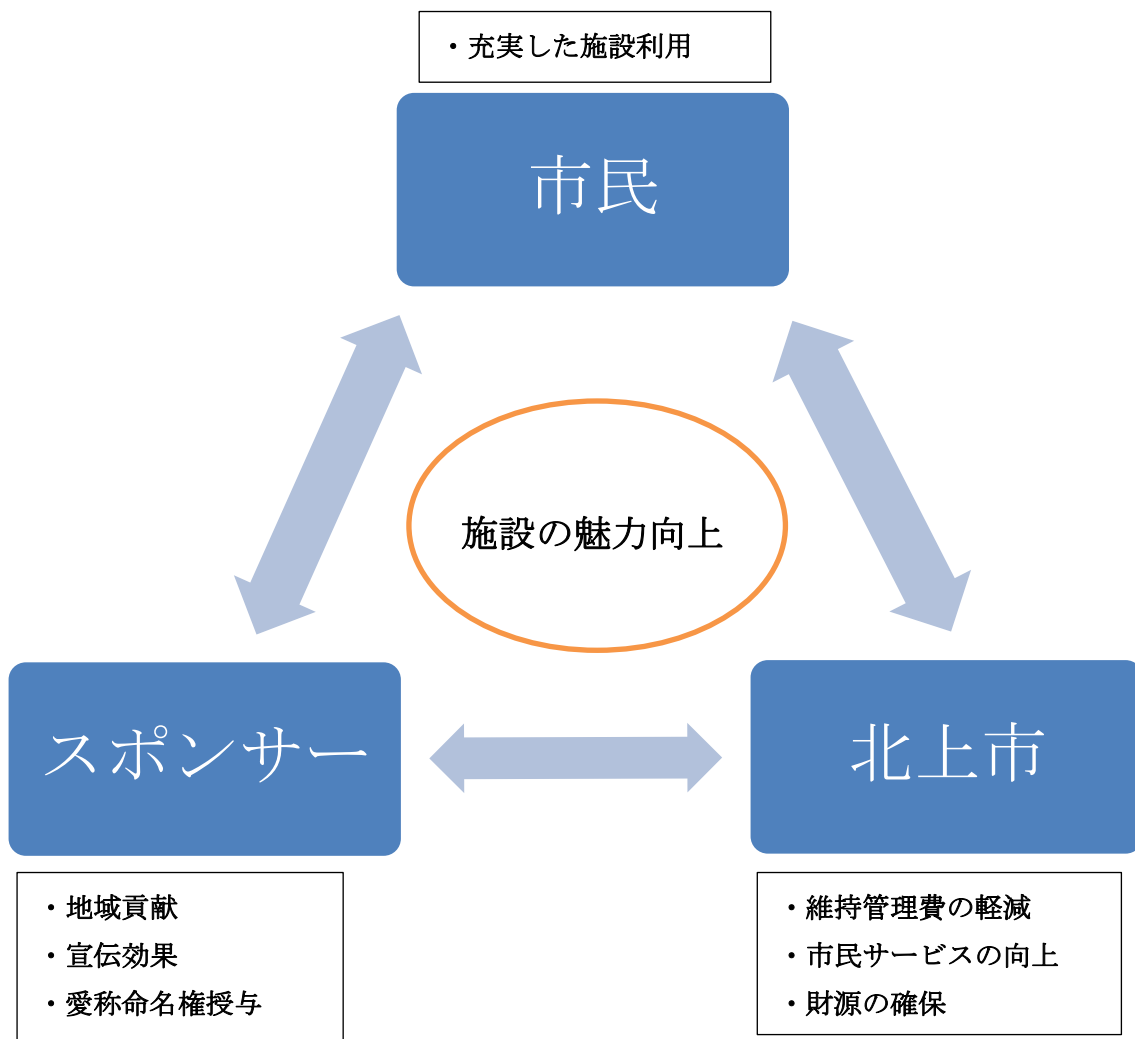 ・充実した施設利用
市民
施設の魅力向上
スポンサー
北上市
・地域貢献
・宣伝効果
・愛称命名権授与
・維持管理費の軽減
・市民サービスの向上
・財源の確保